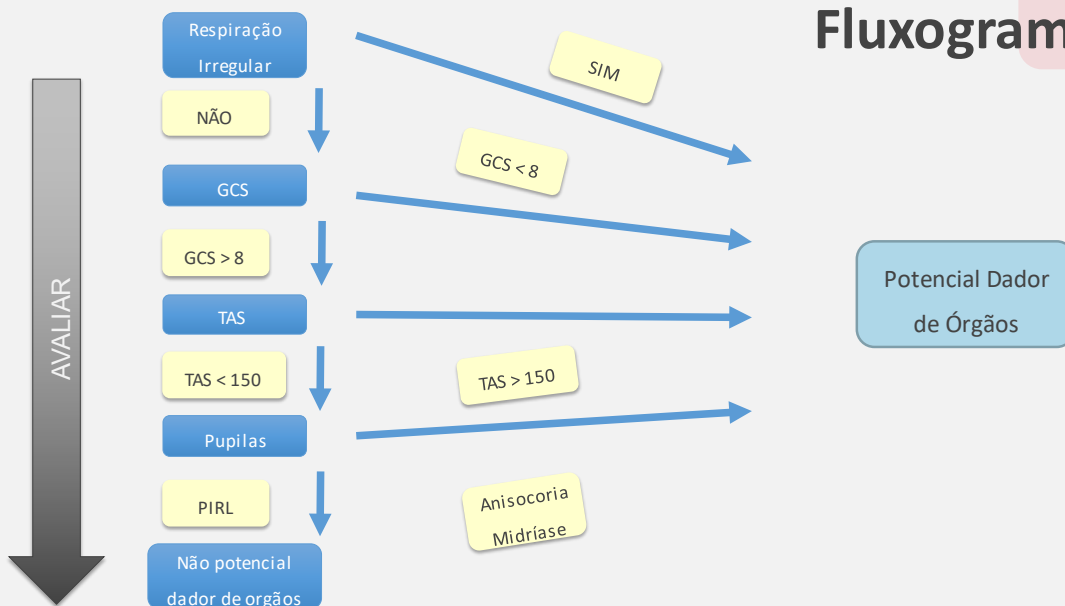 Fluxogram
Respiração
Irregular
SIM
NÃO
GCS < 8
GCS
GCS > 8
Potencial Dador
de Órgãos
TAS
AVALIAR
TAS < 150
TAS > 150
Pupilas
PIRL
Anisocoria
Midríase
Não potencial
dador de orgãos